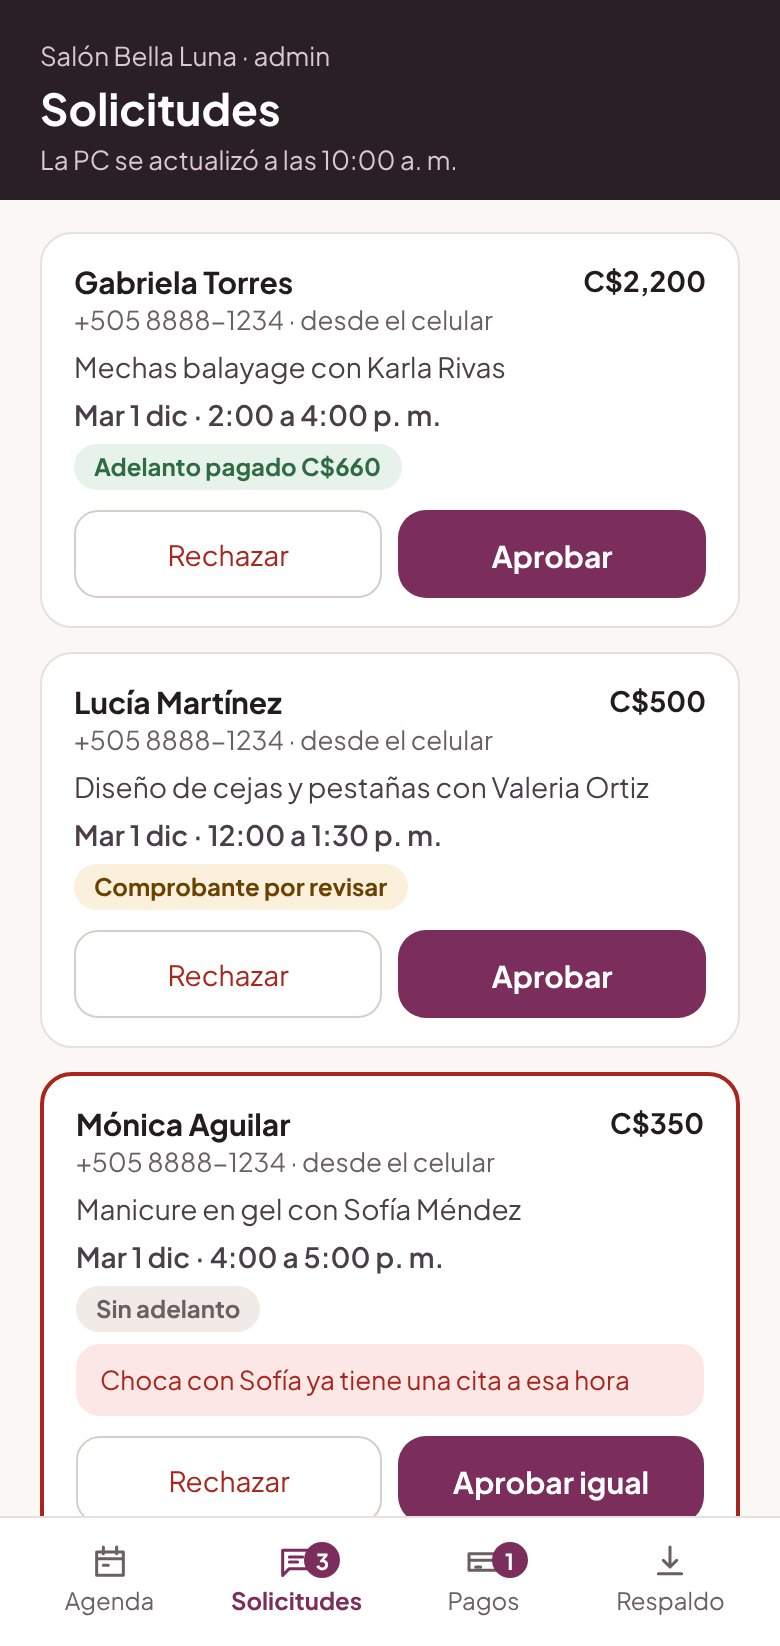 Salón Bella Luna · admin
Solicitudes
La PC se actualizó a las 10:00 a. m.
Gabriela Torres
C$2,200
+505 8888–1234 · desde el celular
Mechas balayage con Karla Rivas
Mar 1 dic · 2:00 a 4:00 p. m.
Adelanto pagado C$660
Rechazar
Aprobar
Lucía Martínez
C$500
+505 8888–1234 · desde el celular
Diseño de cejas y pestañas con Valeria Ortiz
Mar 1 dic · 12:00 a 1:30 p. m.
Comprobante por revisar
Rechazar
Aprobar
Mónica Aguilar
C$350
+505 8888–1234 · desde el celular
Manicure en gel con Sofía Méndez
Mar 1 dic · 4:00 a 5:00 p. m.
Sin adelanto
Choca con Sofía ya tiene una cita a esa hora
Rechazar
Aprobar igual
3
1
Agenda
Solicitudes
Pagos
Respaldo